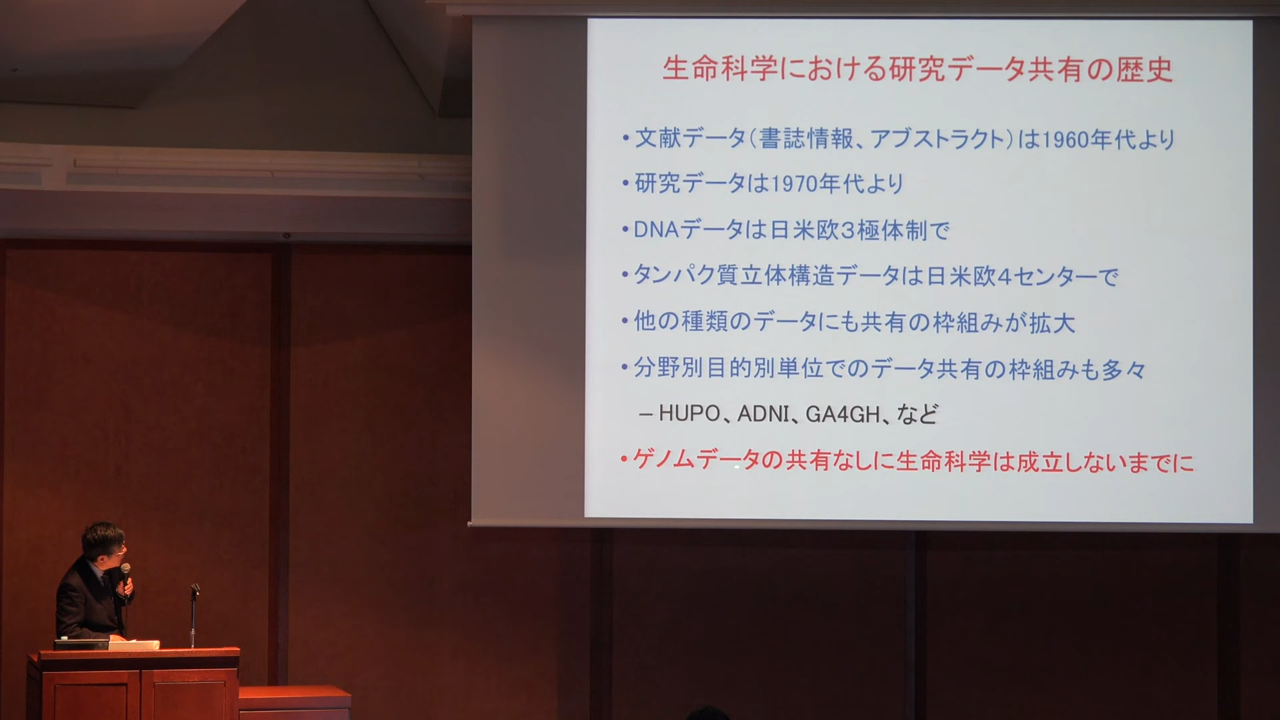 生命科学における研究データ共有の歴史
• 文献データ（書誌情報、アブストラクト）は1960年代より
• 研究データは1970年代より
• DNAデータは日米欧３極体制で
• タンパク質立体構造データは日米欧４センターで
• 他の種類のデータにも共有の枠組みが拡大
• 分野別目的別単位でのデータ共有の枠組みも多々
– HUPO、ADNI、GA4GH、など
• ゲノムデータの共有なしに生命科学は成立しないまでに